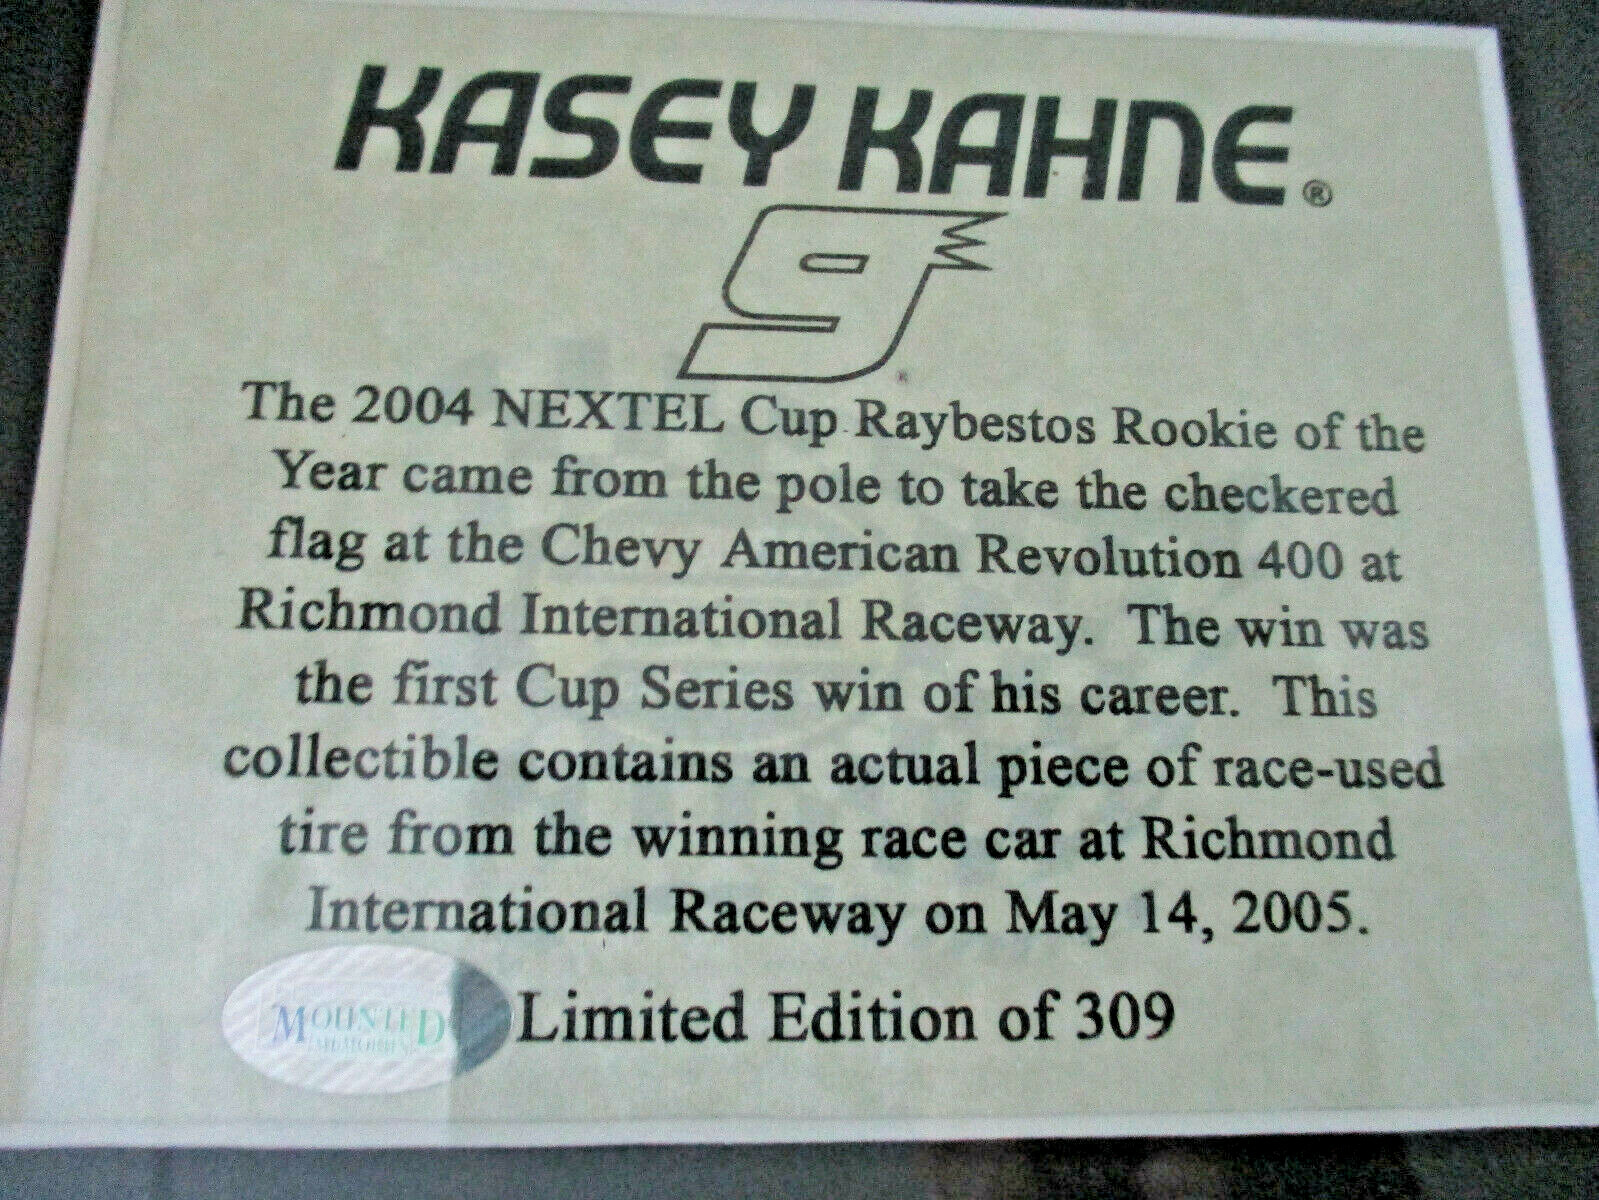 KASEY KAHNE®
9
The 2004 NEXTEL Cup Raybestos Rookie of the
Year came from the pole to take the checkered
flag at the Chevy American Revolution 400 at
Richmond International Raceway. The win was
the first Cup Series win of his career. This
collectible contains an actual piece of race-used
tire from the winning race car at Richmond
International Raceway on May 14, 2005.
MOUNTED
MEMORIES
Limited Edition of 309